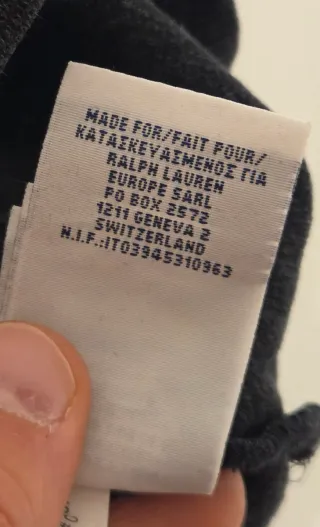 MADE FOR/FAIT POUR/
ΚΑΤΑΣΚΕΥΑΣΜΕΝΟΣ ΓΙΑ
RALPH LAUREN
EUROPE SARL
PO BOX 2572
1211 GENEVA 2
SWITZERLAND
N.I.F.:IT03945310963